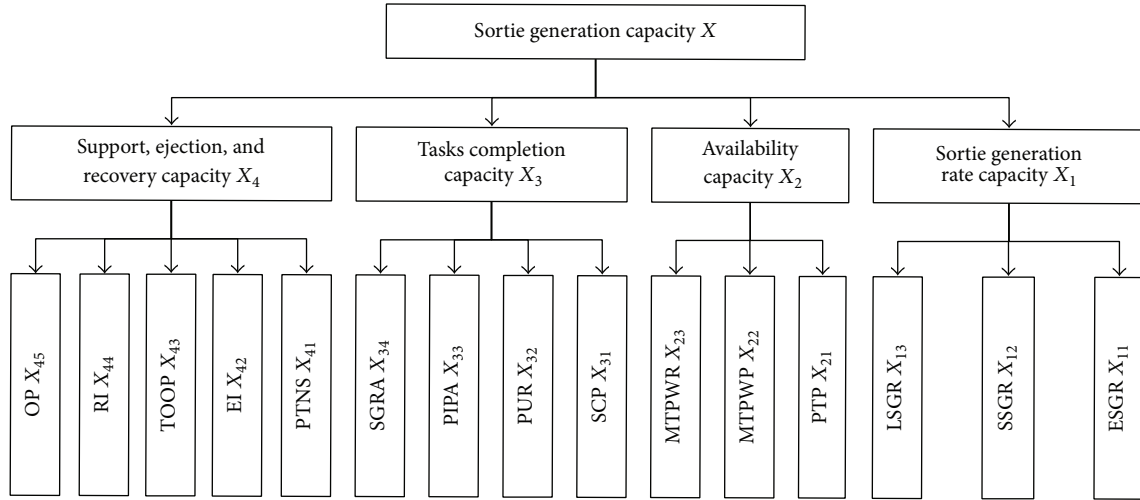 Sortie generation capacity X
Support, ejection, and
recovery capacity X₄
Tasks completion
capacity X₃
Availability
capacity X₂
Sortie generation
rate capacity X₁
OP X₄₅
RI X₄₄
TOOP X₄₃
EI X₄₂
PTNS X₄₁
SGRA X₃₄
PIPA X₃₃
PUR X₃₂
SCP X₃₁
MTPWR X₂₃
MTPWP X₂₂
PTP X₂₁
LSGR X₁₃
SSGR X₁₂
ESGR X₁₁